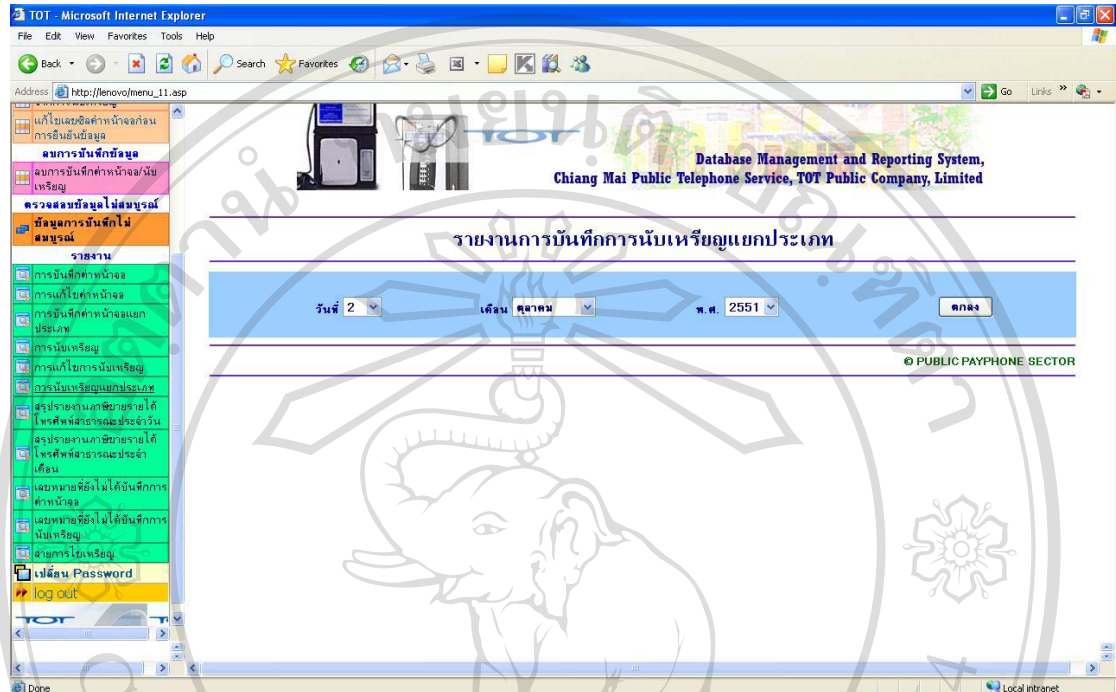 TOT - Microsoft Internet Explorer
File Edit View Favorites Tools Help
Back Search Favorites
Address http://lenovo/menu_11.asp Go Links
แก้ไขเลขซิลค่าหน้าจอก่อน
การยืนยันข้อมูล
ลบการบันทึกข้อมูล
ลบการบันทึกค่าหน้าจอ/นับ
เหรียญ
ตรวจสอบข้อมูลไม่สมบูรณ์
ข้อมูลการบันทึกไม่
สมบูรณ์
รายงาน
การบันทึกค่าหน้าจอ
การแก้ไขค่าหน้าจอ
การบันทึกค่าหน้าจอแยก
ประเภท
การนับเหรียญ
การแก้ไขการนับเหรียญ
การนับเหรียญแยกประเภท
สรุปรายงานภาษีขายรายได้
โทรศัพท์สาธารณะประจำวัน
สรุปรายงานภาษีขายรายได้
โทรศัพท์สาธารณะประจำ
เดือน
เลขหมายที่ยังไม่ได้บันทึกการ
ค่าหน้าจอ
เลขหมายที่ยังไม่ได้บันทึกการ
นับเหรียญ
สายการไขเหรียญ
เปลี่ยน Password
log out
TOT
TOT
Database Management and Reporting System,
Chiang Mai Public Telephone Service, TOT Public Company, Limited
รายงานการบันทึกการนับเหรียญแยกประเภท
วันที่ 2 เดือน ตุลาคม พ.ศ. 2551 ตกลง
© PUBLIC PAYPHONE SECTOR
Done Local intranet